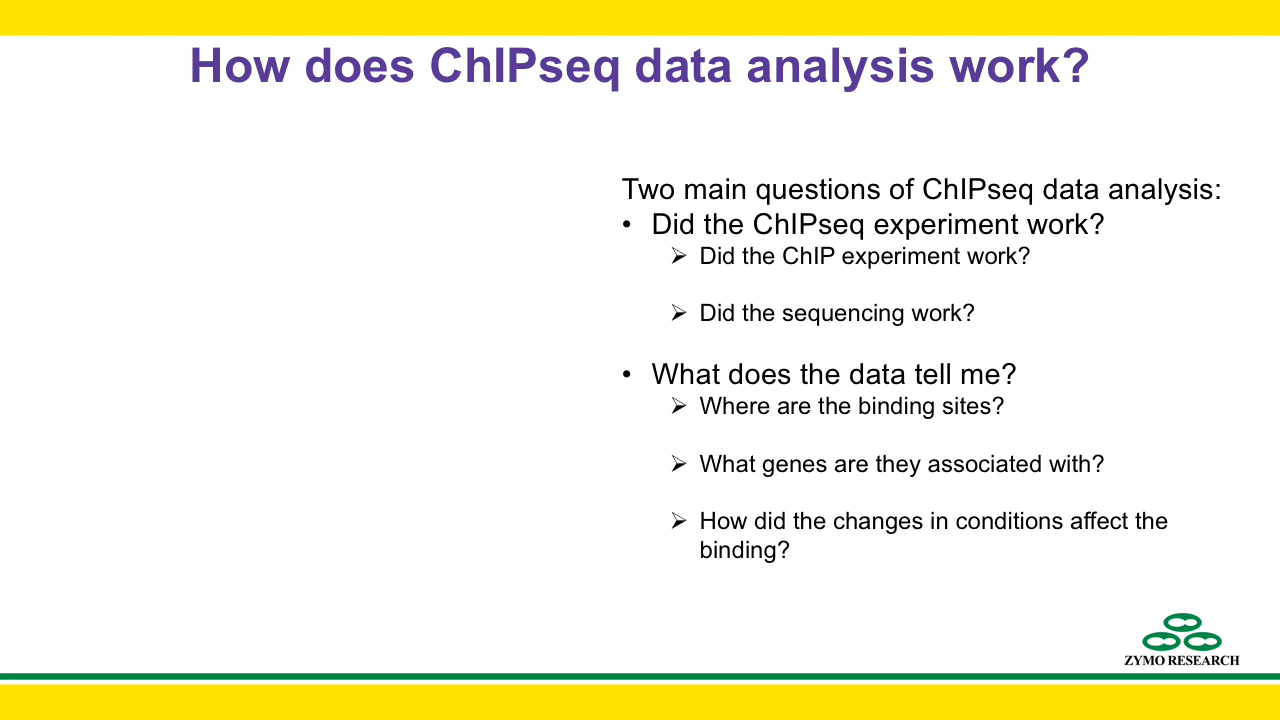 How does ChIPseq data analysis work?
Two main questions of ChIPseq data analysis:
• Did the ChIPseq experiment work?
➢ Did the ChIP experiment work?
➢ Did the sequencing work?
• What does the data tell me?
➢ Where are the binding sites?
➢ What genes are they associated with?
➢ How did the changes in conditions affect the
binding?
ZYMO RESEARCH